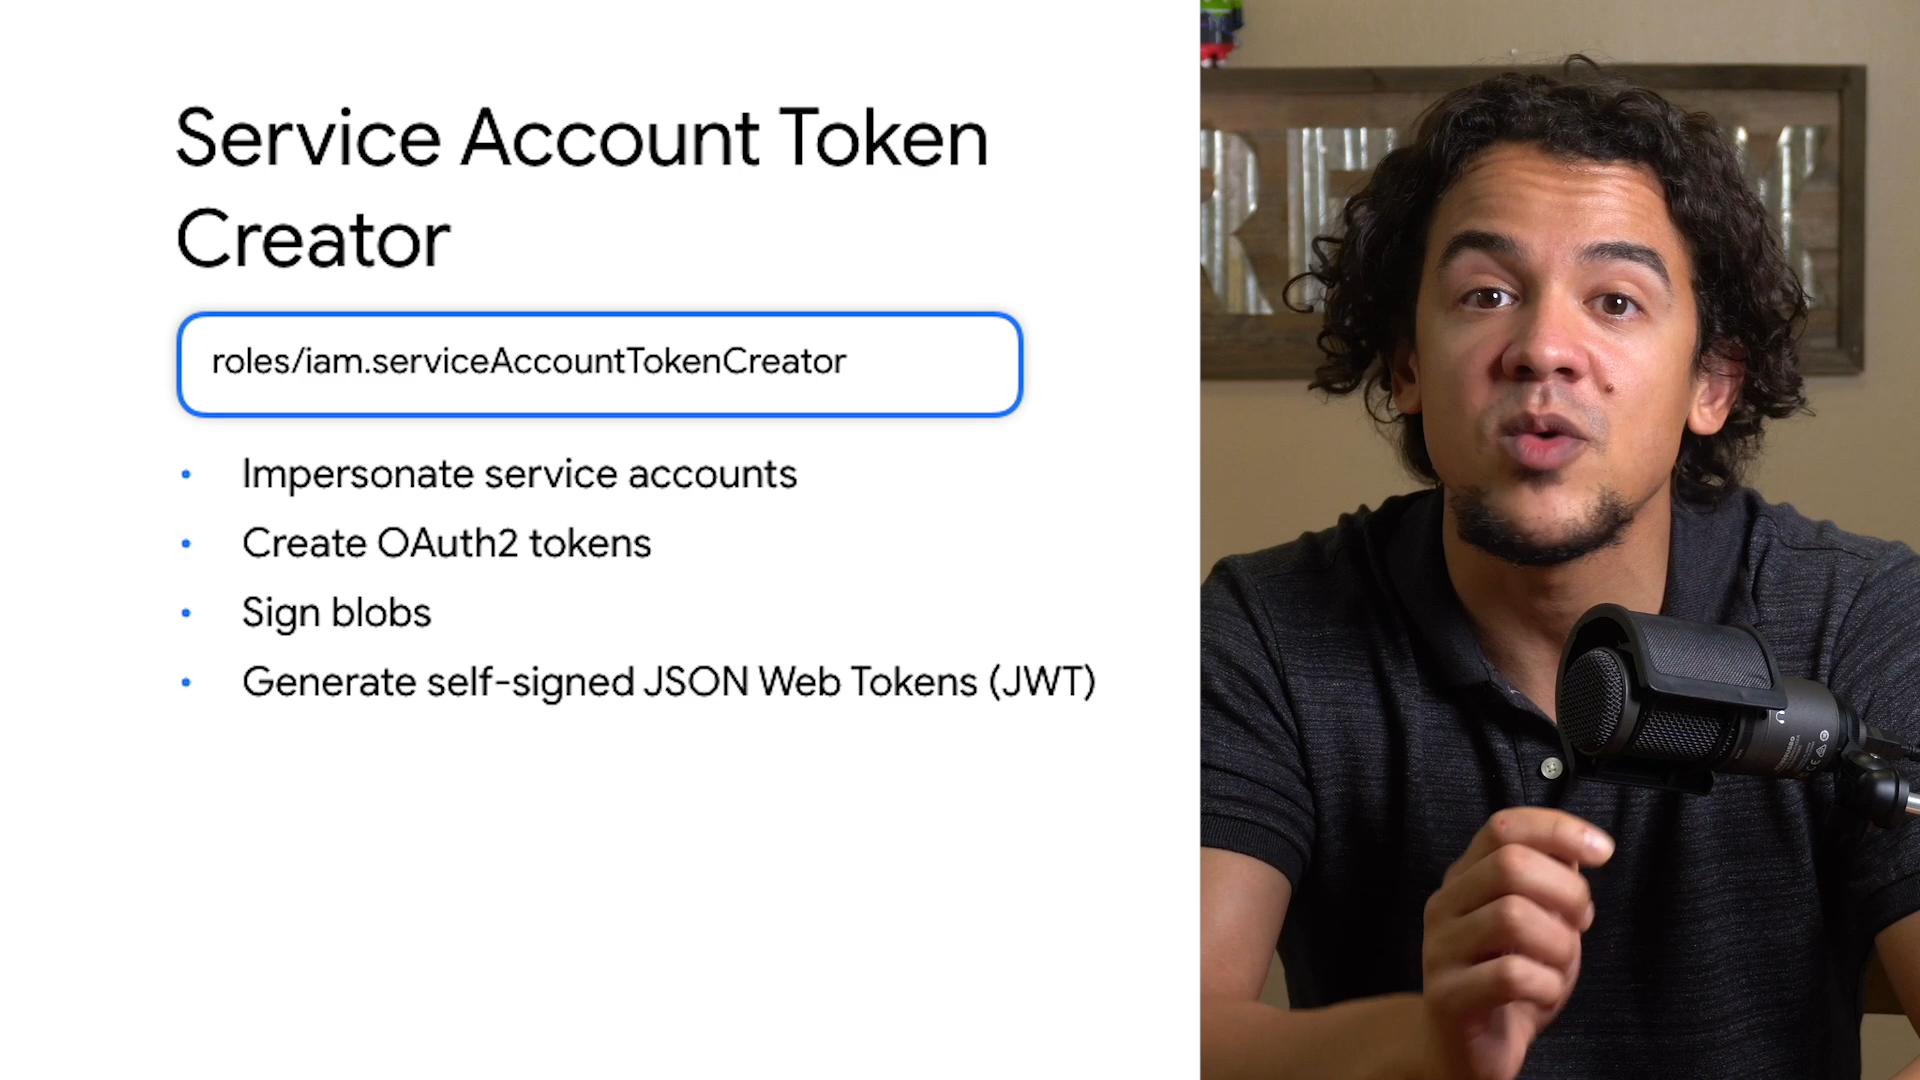 Service Account Token
Creator
roles/iam.serviceAccountTokenCreator
• Impersonate service accounts
• Create OAuth2 tokens
• Sign blobs
• Generate self-signed JSON Web Tokens (JWT)